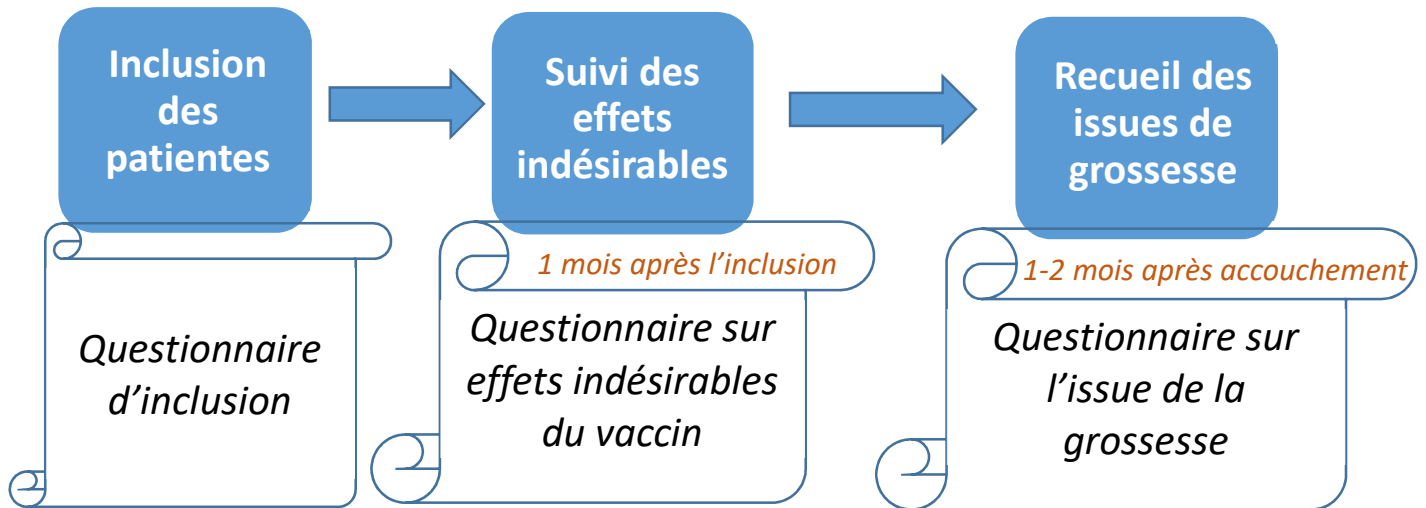 Inclusion
des
patientes
Questionnaire
d’inclusion
Suivi des
effets
indésirables
1 mois après l’inclusion
Questionnaire sur
effets indésirables
du vaccin
Recueil des
issues de
grossesse
1-2 mois après accouchement
Questionnaire sur
l’issue de la
grossesse